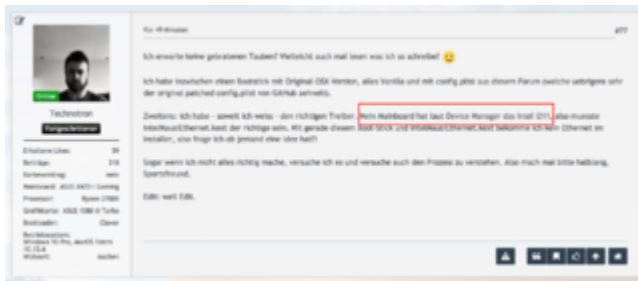 Vor 49 Minuten
#77
Ich erwarte keine gebratenen Tauben! Vielleicht auch mal lesen was ich so schreibe!
Ich habe inzwischen einen Bootstick mit Original-OSX-Version, alles Vanilla und mit config.plist aus diesem Forum (welche uebrigens sehr
der original patched-config.plist von GitHub aehnelt).
Online
Technotron
Fortgeschrittener
Zweitens: Ich habe - soweit ich weiss - den richtigen Treiber. Mein Mainboard hat laut Device Manager das Intel I211, also muesste
IntelMausiEthernet.kext der richtige sein. Mit gerade diesem Boot-Stick und IntelMausiEthernet.kext bekomme ich kein Ethernet im
Installer, also frage ich ob jemand eine Idee hat?!
Sogar wenn ich nicht alles richtig mache, versuche ich es und versuche auch den Prozess zu verstehen. Also mach mal bitte halblang,
Sportsfreund.
Edit: weil Edit.
Erhaltene Likes: 39
Beiträge: 210
Karteneintrag: nein
Mainboard: ASUS X470-I Gaming
Prozessor: Ryzen 2700X
Grafikkarte: ASUS 1080 ti Turbo
Bootloader: Clover
Betriebssystem:
Windows 10 Pro, macOS Sierra
Wohnort: Aachen